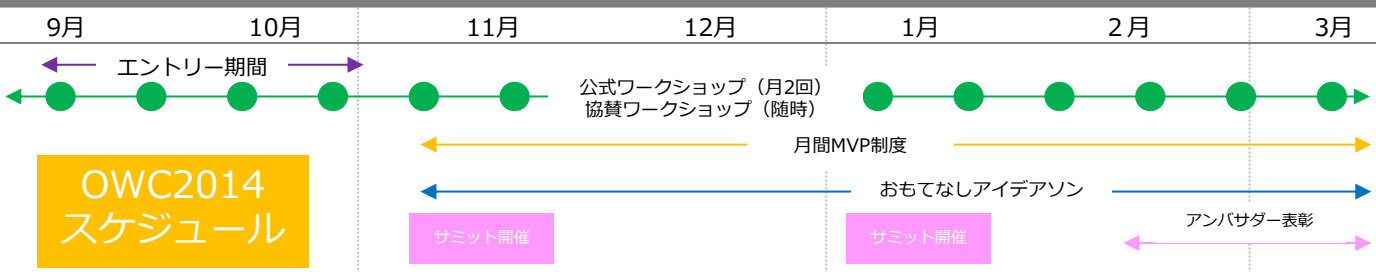 9月 10月 11月 12月 1月 2月 3月
エントリー期間
公式ワークショップ（月2回）
協賛ワークショップ（随時）
月間MVP制度
OWC2014
スケジュール
おもてなしアイデアソン
サミット開催 サミット開催
アンバサダー表彰